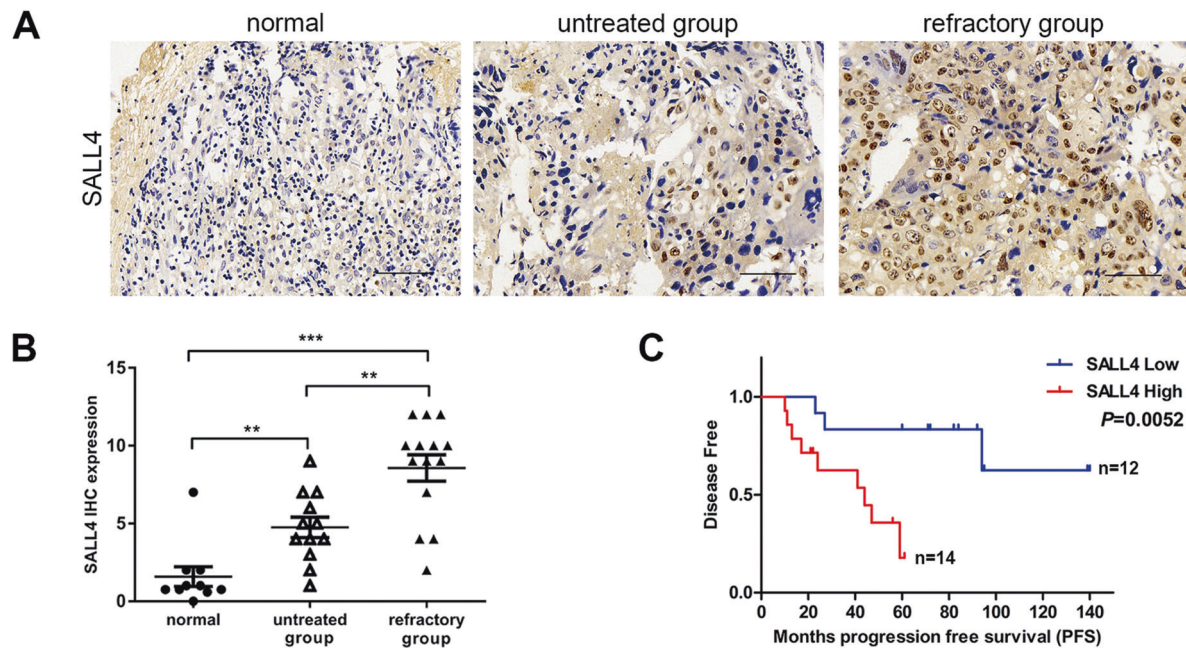 A
normal
untreated group
refractory group
SALL4
B
***
**
**
15
10
5
0
SALL4 IHC expression
normal
untreated
group
refractory
group
C
SALL4 Low
SALL4 High
P=0.0052
1.0
0.5
0.0
Disease Free
n=12
n=14
0 20 40 60 80 100 120 140
Months progression free survival (PFS)